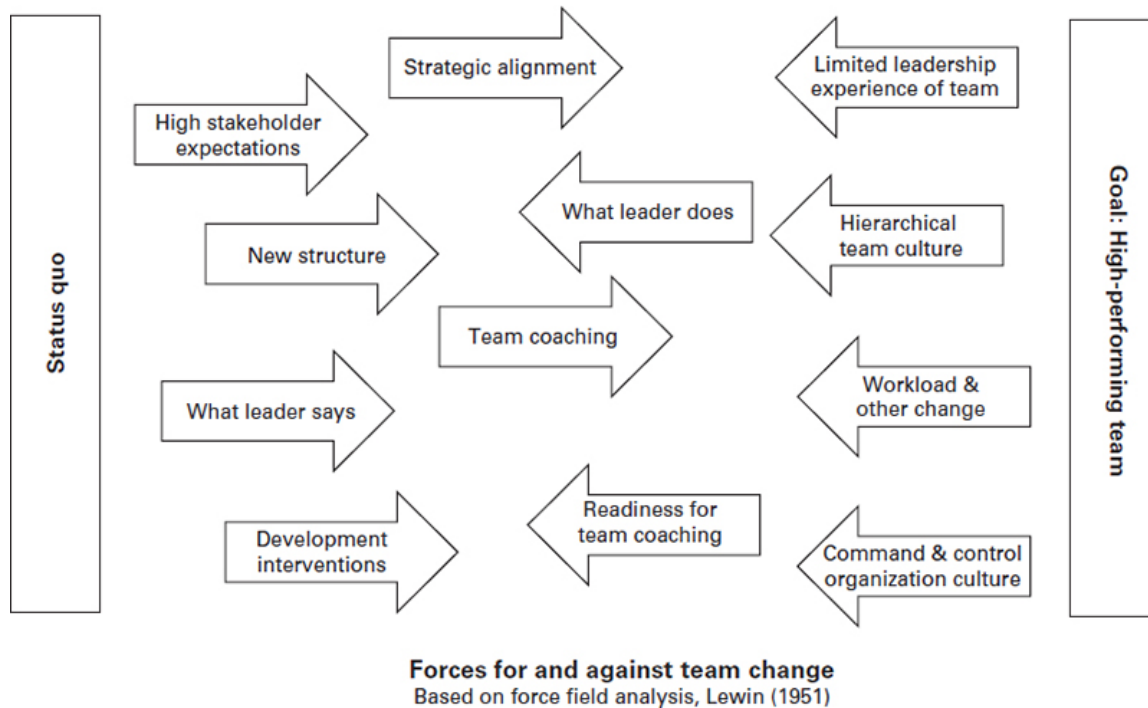 Status quo
Strategic alignment
Limited leadership
experience of team
High stakeholder
expectations
What leader does
Hierarchical
team culture
New structure
Team coaching
What leader says
Workload &
other change
Development
interventions
Readiness for
team coaching
Command & control
organization culture
Goal: High-performing team
Forces for and against team change
Based on force field analysis, Lewin (1951)